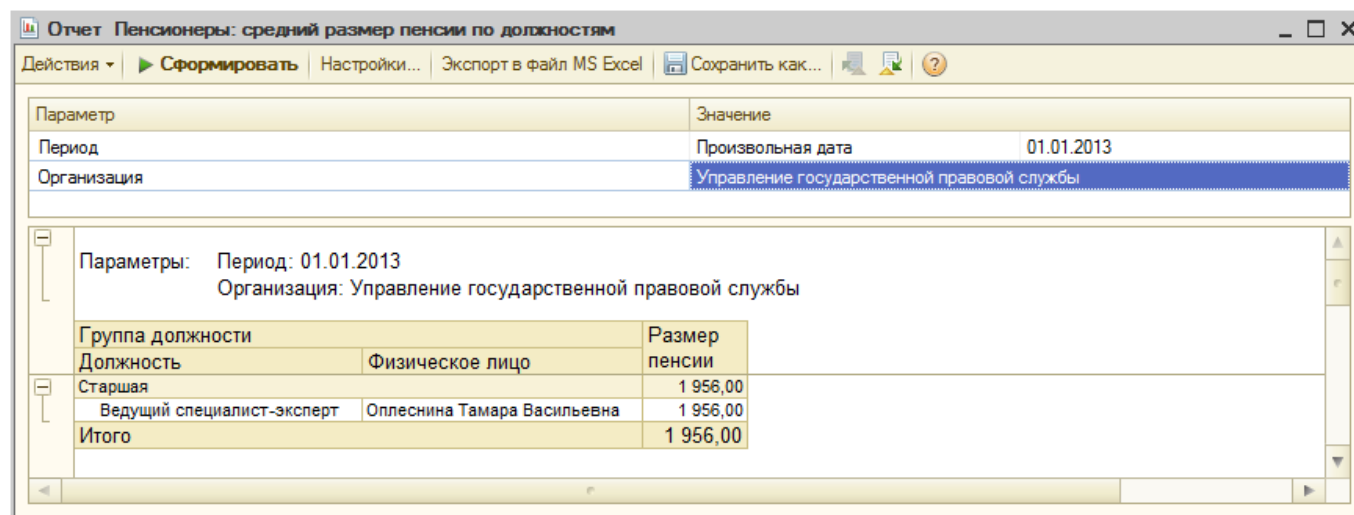 Отчет Пенсионеры: средний размер пенсии по должностям
Действия Сформировать Настройки... Экспорт в файл MS Excel Сохранить как... ?
Параметр Значение
Период Произвольная дата 01.01.2013
Организация Управление государственной правовой службы
Параметры: Период: 01.01.2013
Организация: Управление государственной правовой службы
Группа должности Размер
Должность Физическое лицо пенсии
Старшая 1 956,00
Ведущий специалист-эксперт Оплеснина Тамара Васильевна 1 956,00
Итого 1 956,00